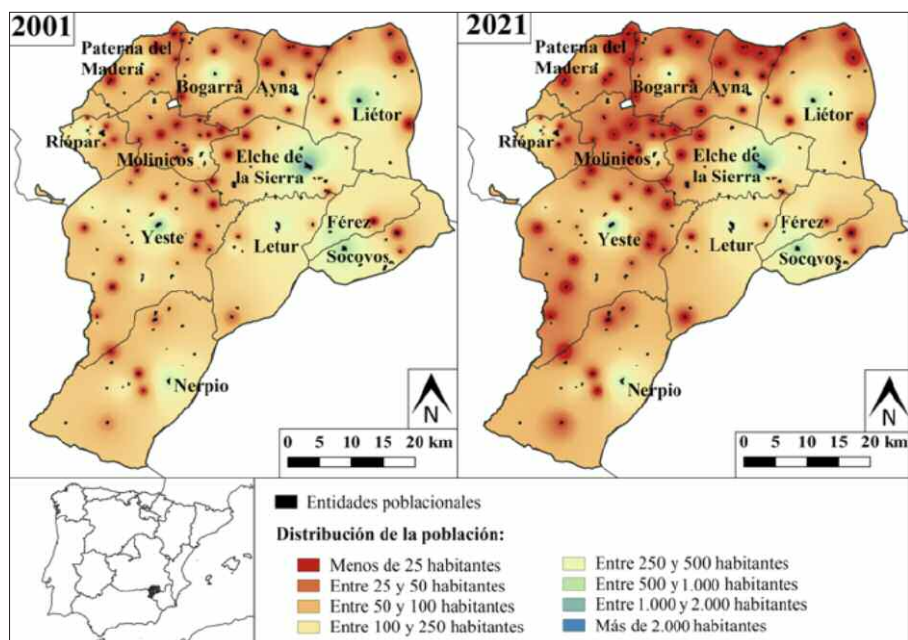 2001
Paterna del
Madera
Bogarra
Ayna
Liétor
Riópar
Molinicos
Elche de
la Sierra
Yeste
Letur
Férez
Socovos
Nerpio
N
0 5 10 15 20 km
2021
Paterna del
Madera
Bogarra
Ayna
Liétor
Riópar
Molinicos
Elche de
la Sierra
Yeste
Letur
Férez
Socovos
Nerpio
N
0 5 10 15 20 km
Entidades poblacionales
Distribución de la población:
Menos de 25 habitantes
Entre 25 y 50 habitantes
Entre 50 y 100 habitantes
Entre 100 y 250 habitantes
Entre 250 y 500 habitantes
Entre 500 y 1.000 habitantes
Entre 1.000 y 2.000 habitantes
Más de 2.000 habitantes